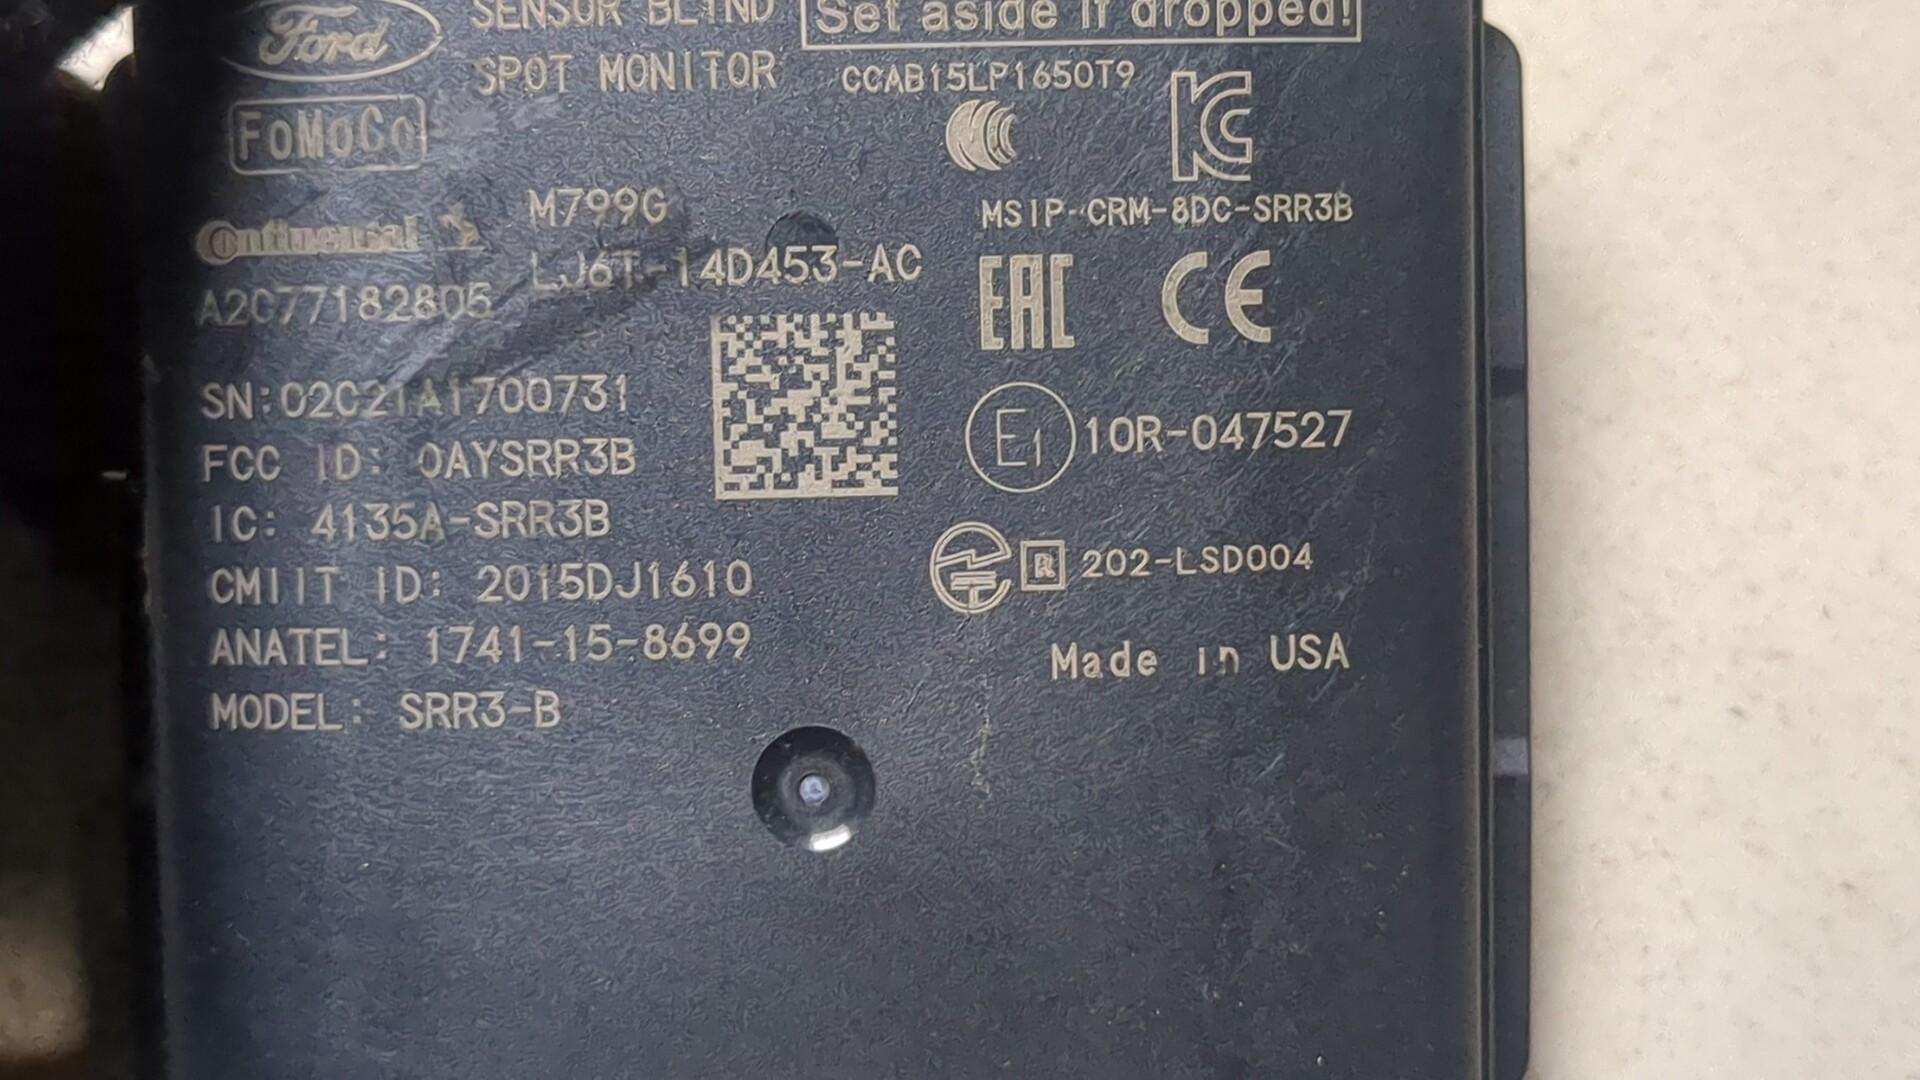 Ford
SENSOR BLIND
SPOT MONITOR
Set aside if dropped!
CCAB15LP1650T9
FoMoCo
Continental
M799G
LJ6T-14D453-AC
A2C77182805
MSIP-CRM-8DC-SRR3B
EAC CE
SN:02C21A1700731
FCC ID: OAYSRR3B
IC: 4135A-SRR3B
CMIIT ID: 2015DJ1610
ANATEL: 1741-15-8699
MODEL: SRR3-B
E1 10R-047527
R 202-LSD004
Made in USA